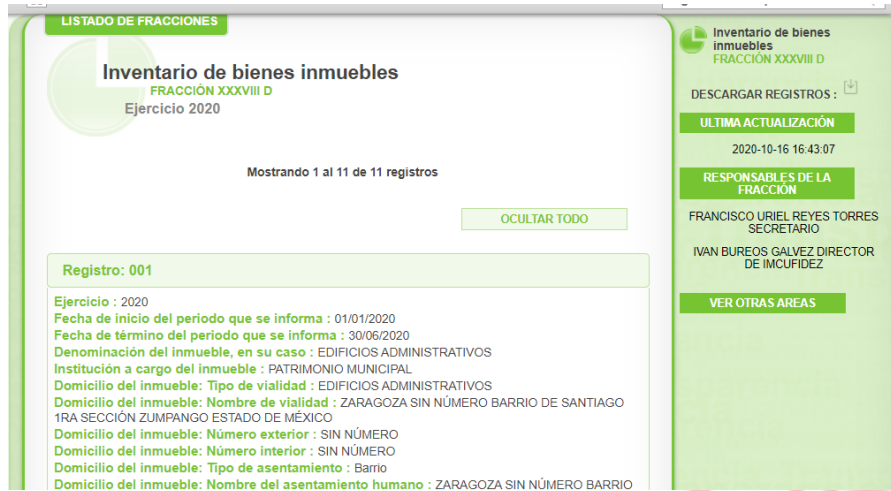 LISTADO DE FRACCIONES
Inventario de bienes inmuebles
FRACCIÓN XXXVIII D
Ejercicio 2020
Mostrando 1 al 11 de 11 registros
OCULTAR TODO
Registro: 001
Ejercicio : 2020
Fecha de inicio del periodo que se informa : 01/01/2020
Fecha de término del periodo que se informa : 30/06/2020
Denominación del inmueble, en su caso : EDIFICIOS ADMINISTRATIVOS
Institución a cargo del inmueble : PATRIMONIO MUNICIPAL
Domicilio del inmueble: Tipo de vialidad : EDIFICIOS ADMINISTRATIVOS
Domicilio del inmueble: Nombre de vialidad : ZARAGOZA SIN NÚMERO BARRIO DE SANTIAGO
1RA SECCIÓN ZUMPANGO ESTADO DE MÉXICO
Domicilio del inmueble: Número exterior : SIN NÚMERO
Domicilio del inmueble: Número interior : SIN NÚMERO
Domicilio del inmueble: Tipo de asentamiento : Barrio
Domicilio del inmueble: Nombre del asentamiento humano : ZARAGOZA SIN NÚMERO BARRIO
Inventario de bienes
inmuebles
FRACCIÓN XXXVIII D
DESCARGAR REGISTROS :
ULTIMA ACTUALIZACIÓN
2020-10-16 16:43:07
RESPONSABLES DE LA
FRACCIÓN
FRANCISCO URIEL REYES TORRES
SECRETARIO
IVAN BUREOS GALVEZ DIRECTOR
DE IMCUFIDEZ
VER OTRAS AREAS